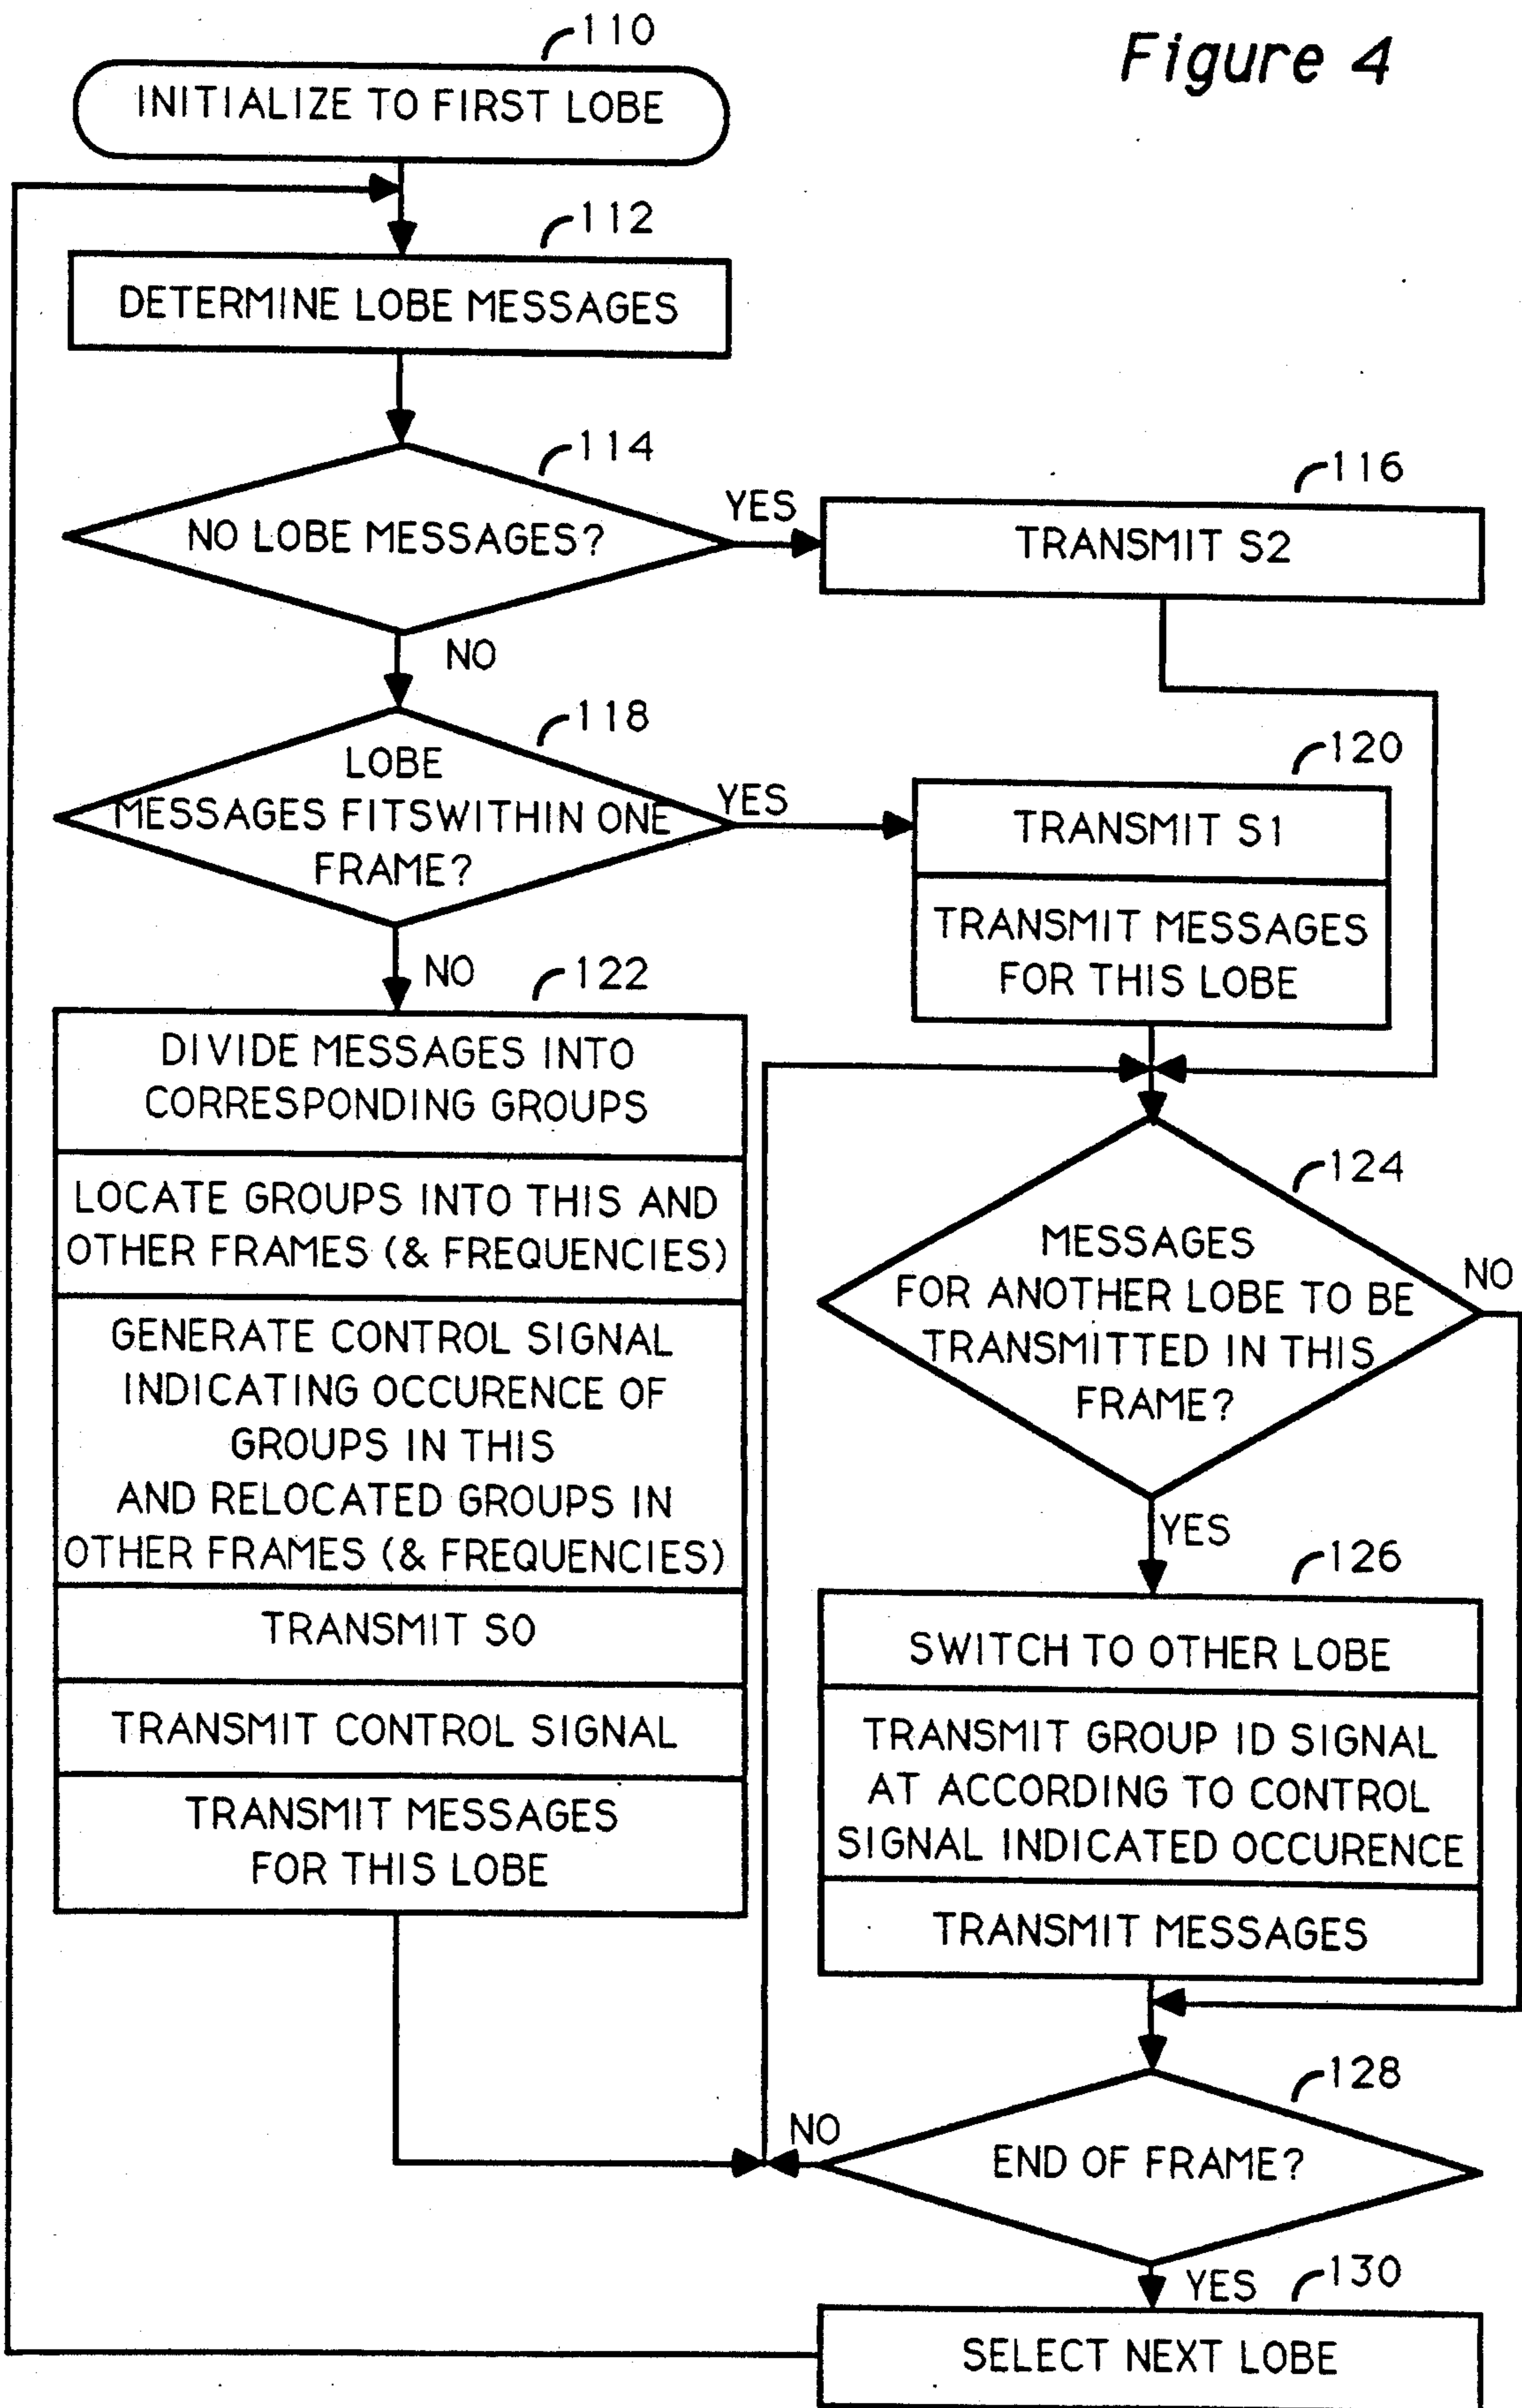 Figure 4
110
INITIALIZE TO FIRST LOBE
112
DETERMINE LOBE MESSAGES
114
NO LOBE MESSAGES?
YES
116
TRANSMIT S2
NO
118
LOBE
MESSAGES FITSWITHIN ONE
FRAME?
YES
120
TRANSMIT S1
TRANSMIT MESSAGES
FOR THIS LOBE
NO
122
DIVIDE MESSAGES INTO
CORRESPONDING GROUPS
LOCATE GROUPS INTO THIS AND
OTHER FRAMES (& FREQUENCIES)
GENERATE CONTROL SIGNAL
INDICATING OCCURENCE OF
GROUPS IN THIS
AND RELOCATED GROUPS IN
OTHER FRAMES (& FREQUENCIES)
TRANSMIT S0
TRANSMIT CONTROL SIGNAL
TRANSMIT MESSAGES
FOR THIS LOBE
124
MESSAGES
FOR ANOTHER LOBE TO BE
TRANSMITTED IN THIS
FRAME?
NO
YES
126
SWITCH TO OTHER LOBE
TRANSMIT GROUP ID SIGNAL
AT ACCORDING TO CONTROL
SIGNAL INDICATED OCCURENCE
TRANSMIT MESSAGES
128
END OF FRAME?
NO
YES
130
SELECT NEXT LOBE